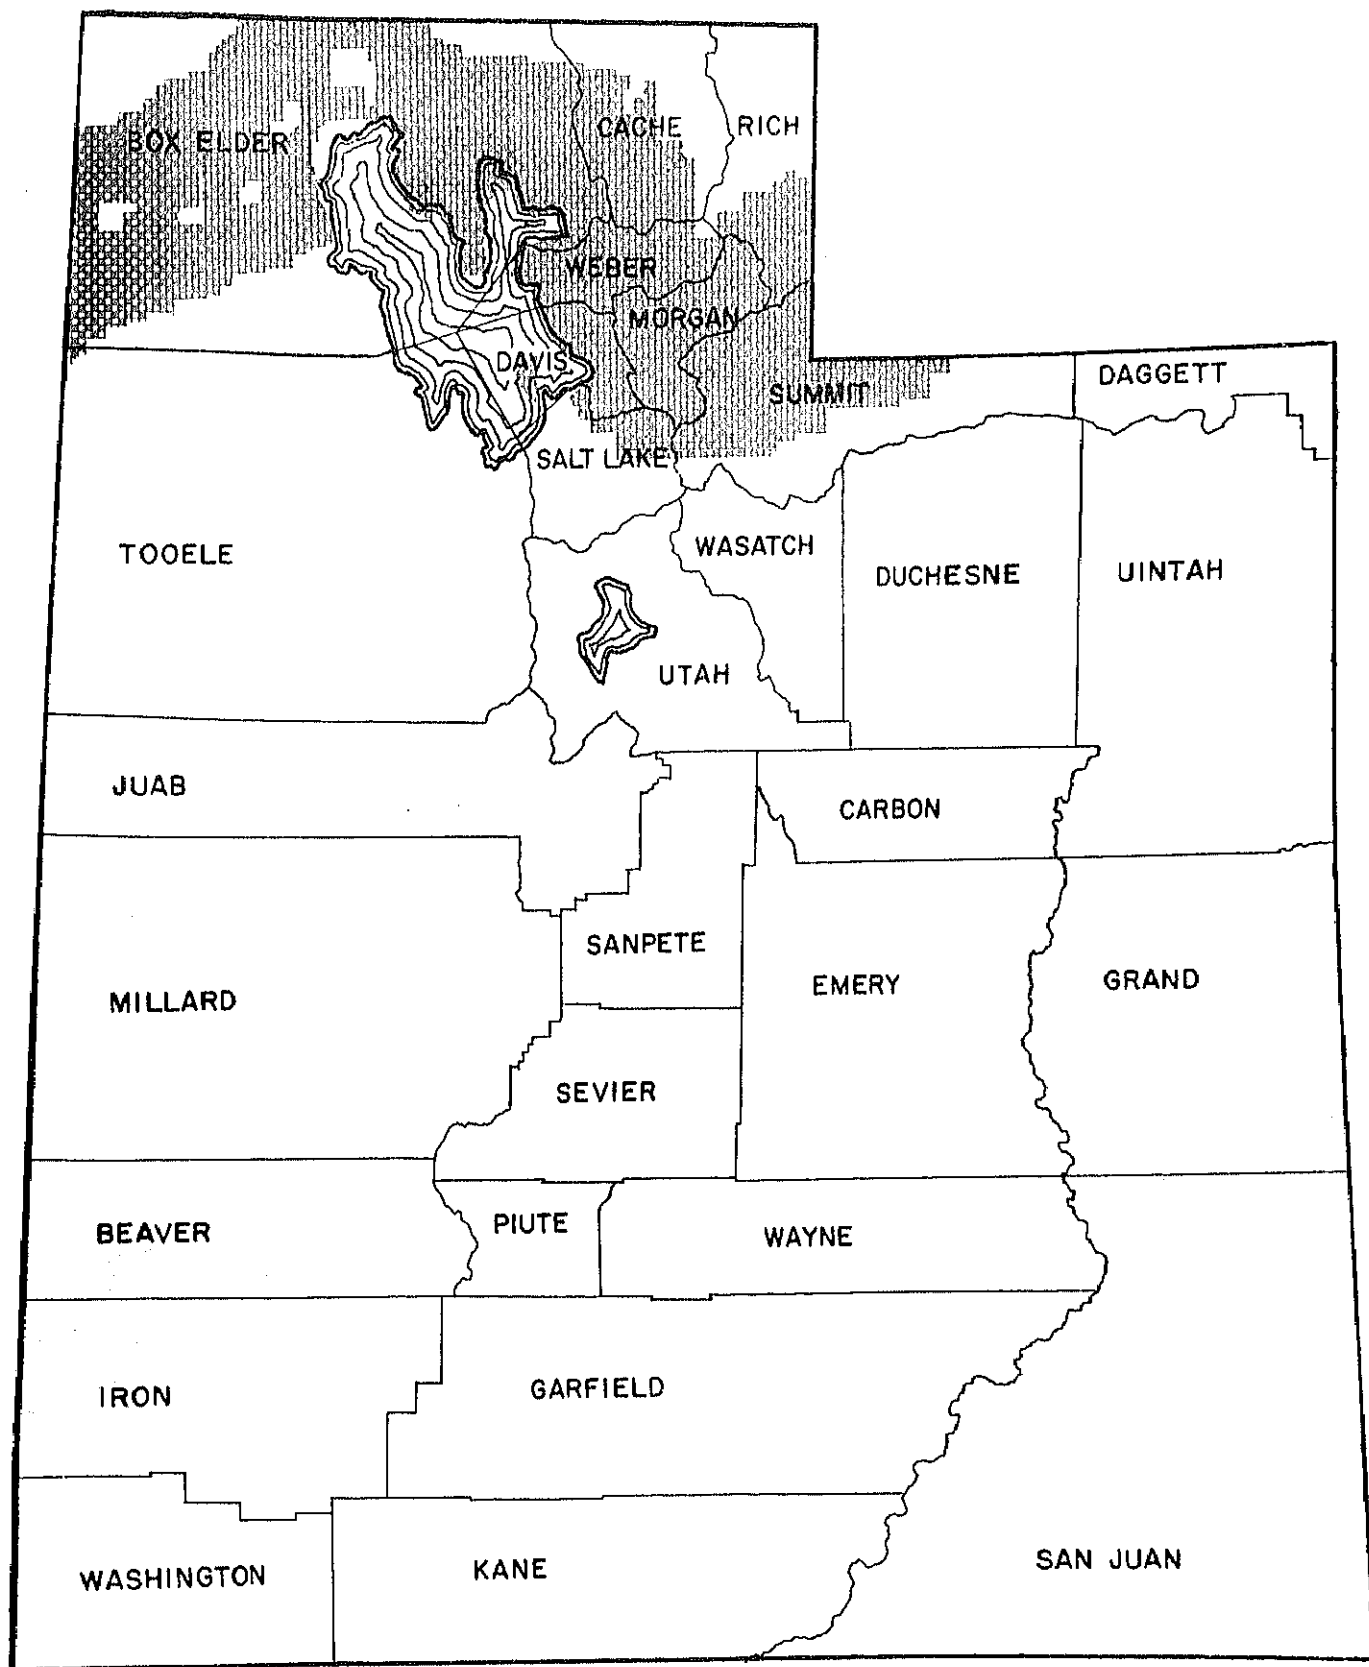 BOX ELDER
CACHE
RICH
WEBER
MORGAN
DAVIS
SUMMIT
DAGGETT
SALT LAKE
TOOELE
WASATCH
DUCHESNE
UINTAH
UTAH
JUAB
CARBON
SANPETE
MILLARD
EMERY
GRAND
SEVIER
BEAVER
PIUTE
WAYNE
IRON
GARFIELD
WASHINGTON
KANE
SAN JUAN